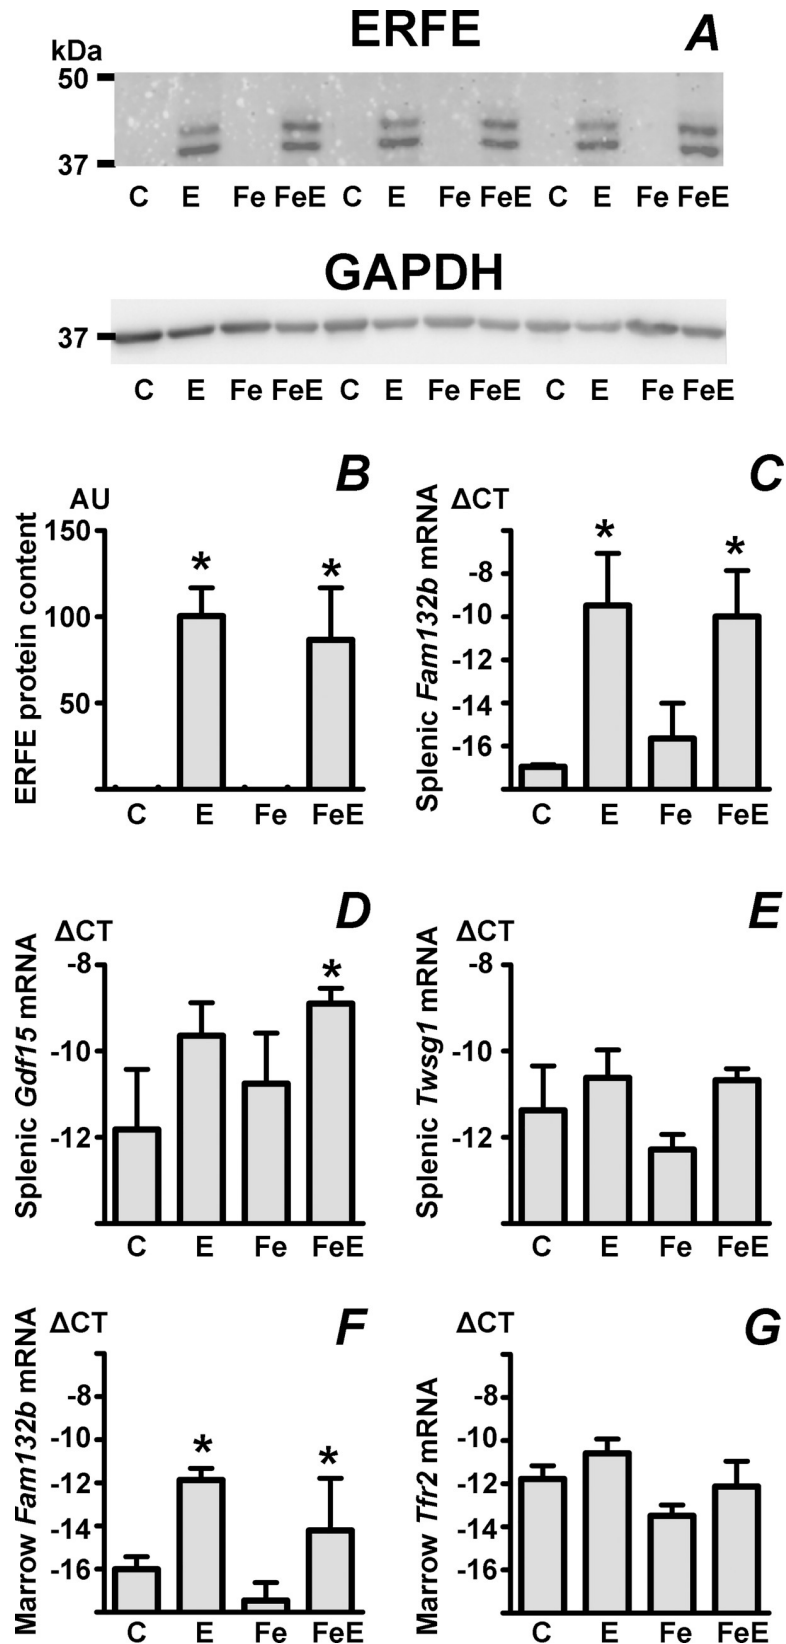 ERFE A
kDa
50
37
C E Fe FeE C E Fe FeE C E Fe FeE
GAPDH
37
C E Fe FeE C E Fe FeE C E Fe FeE
B
AU
ERFE protein content
150
*
*
100
50
C E Fe FeE
C
ΔCT
Splenic Fam132b mRNA
*
*
-8
-10
-12
-14
-16
C E Fe FeE
D
ΔCT
Splenic Gdf15 mRNA
-8
*
-10
-12
C E Fe FeE
E
ΔCT
Splenic Twsg1 mRNA
-8
-10
-12
C E Fe FeE
F
ΔCT
Marrow Fam132b mRNA
-8
-10
*
*
-12
-14
-16
C E Fe FeE
G
ΔCT
Marrow Tfr2 mRNA
-8
-10
-12
-14
-16
C E Fe FeE